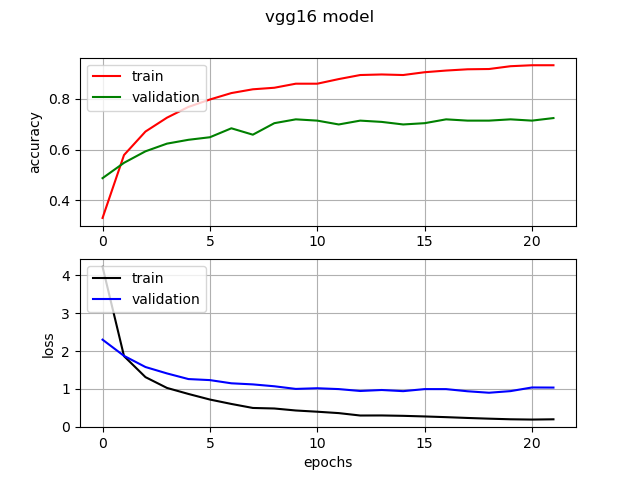 vgg16 model
accuracy
0.8
0.6
0.4
train
validation
0 5 10 15 20
loss
4
3
2
1
0
train
validation
0 5 10 15 20
epochs